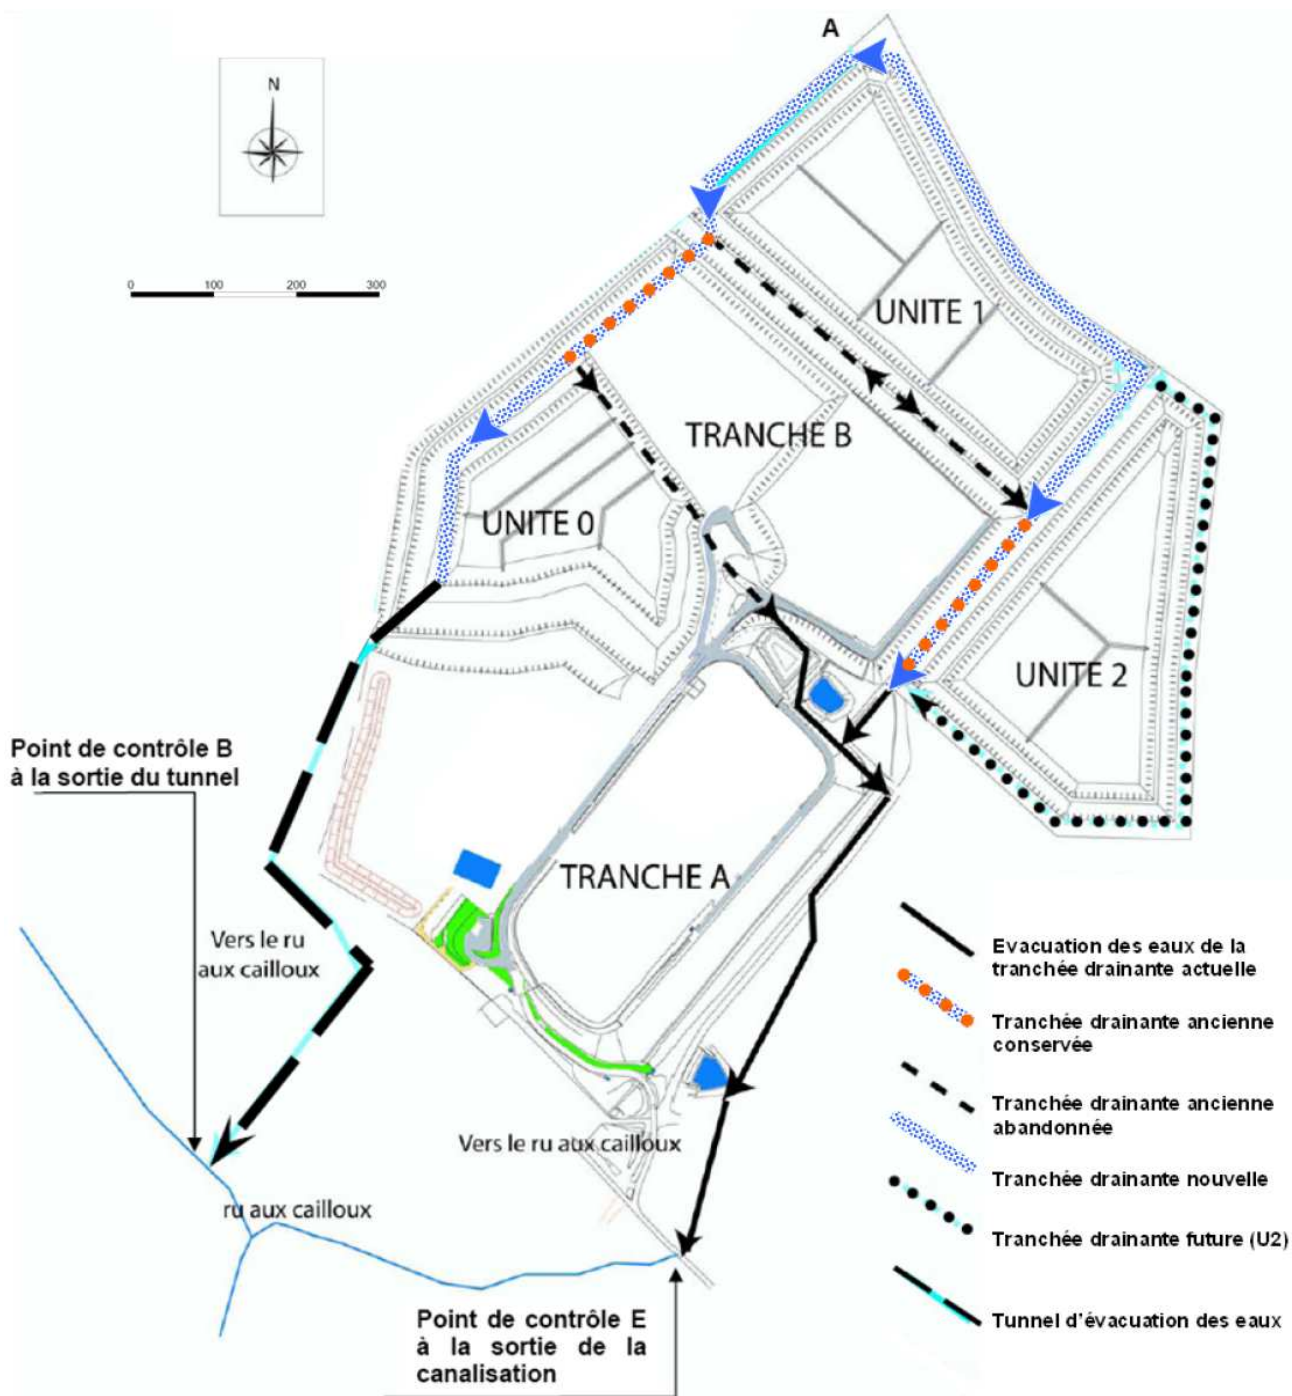 A
N
0 100 200 300
UNITE 1
TRANCHE B
UNITE 0
UNITE 2
Point de contrôle B
à la sortie du tunnel
TRANCHE A
Vers le ru
aux cailloux
Evacuation des eaux de la
tranchée drainante actuelle
Tranchée drainante ancienne
conservée
Tranchée drainante ancienne
abandonnée
Tranchée drainante nouvelle
Tranchée drainante future (U2)
Tunnel d'évacuation des eaux
Vers le ru aux cailloux
ru aux cailloux
Point de contrôle E
à la sortie de la
canalisation